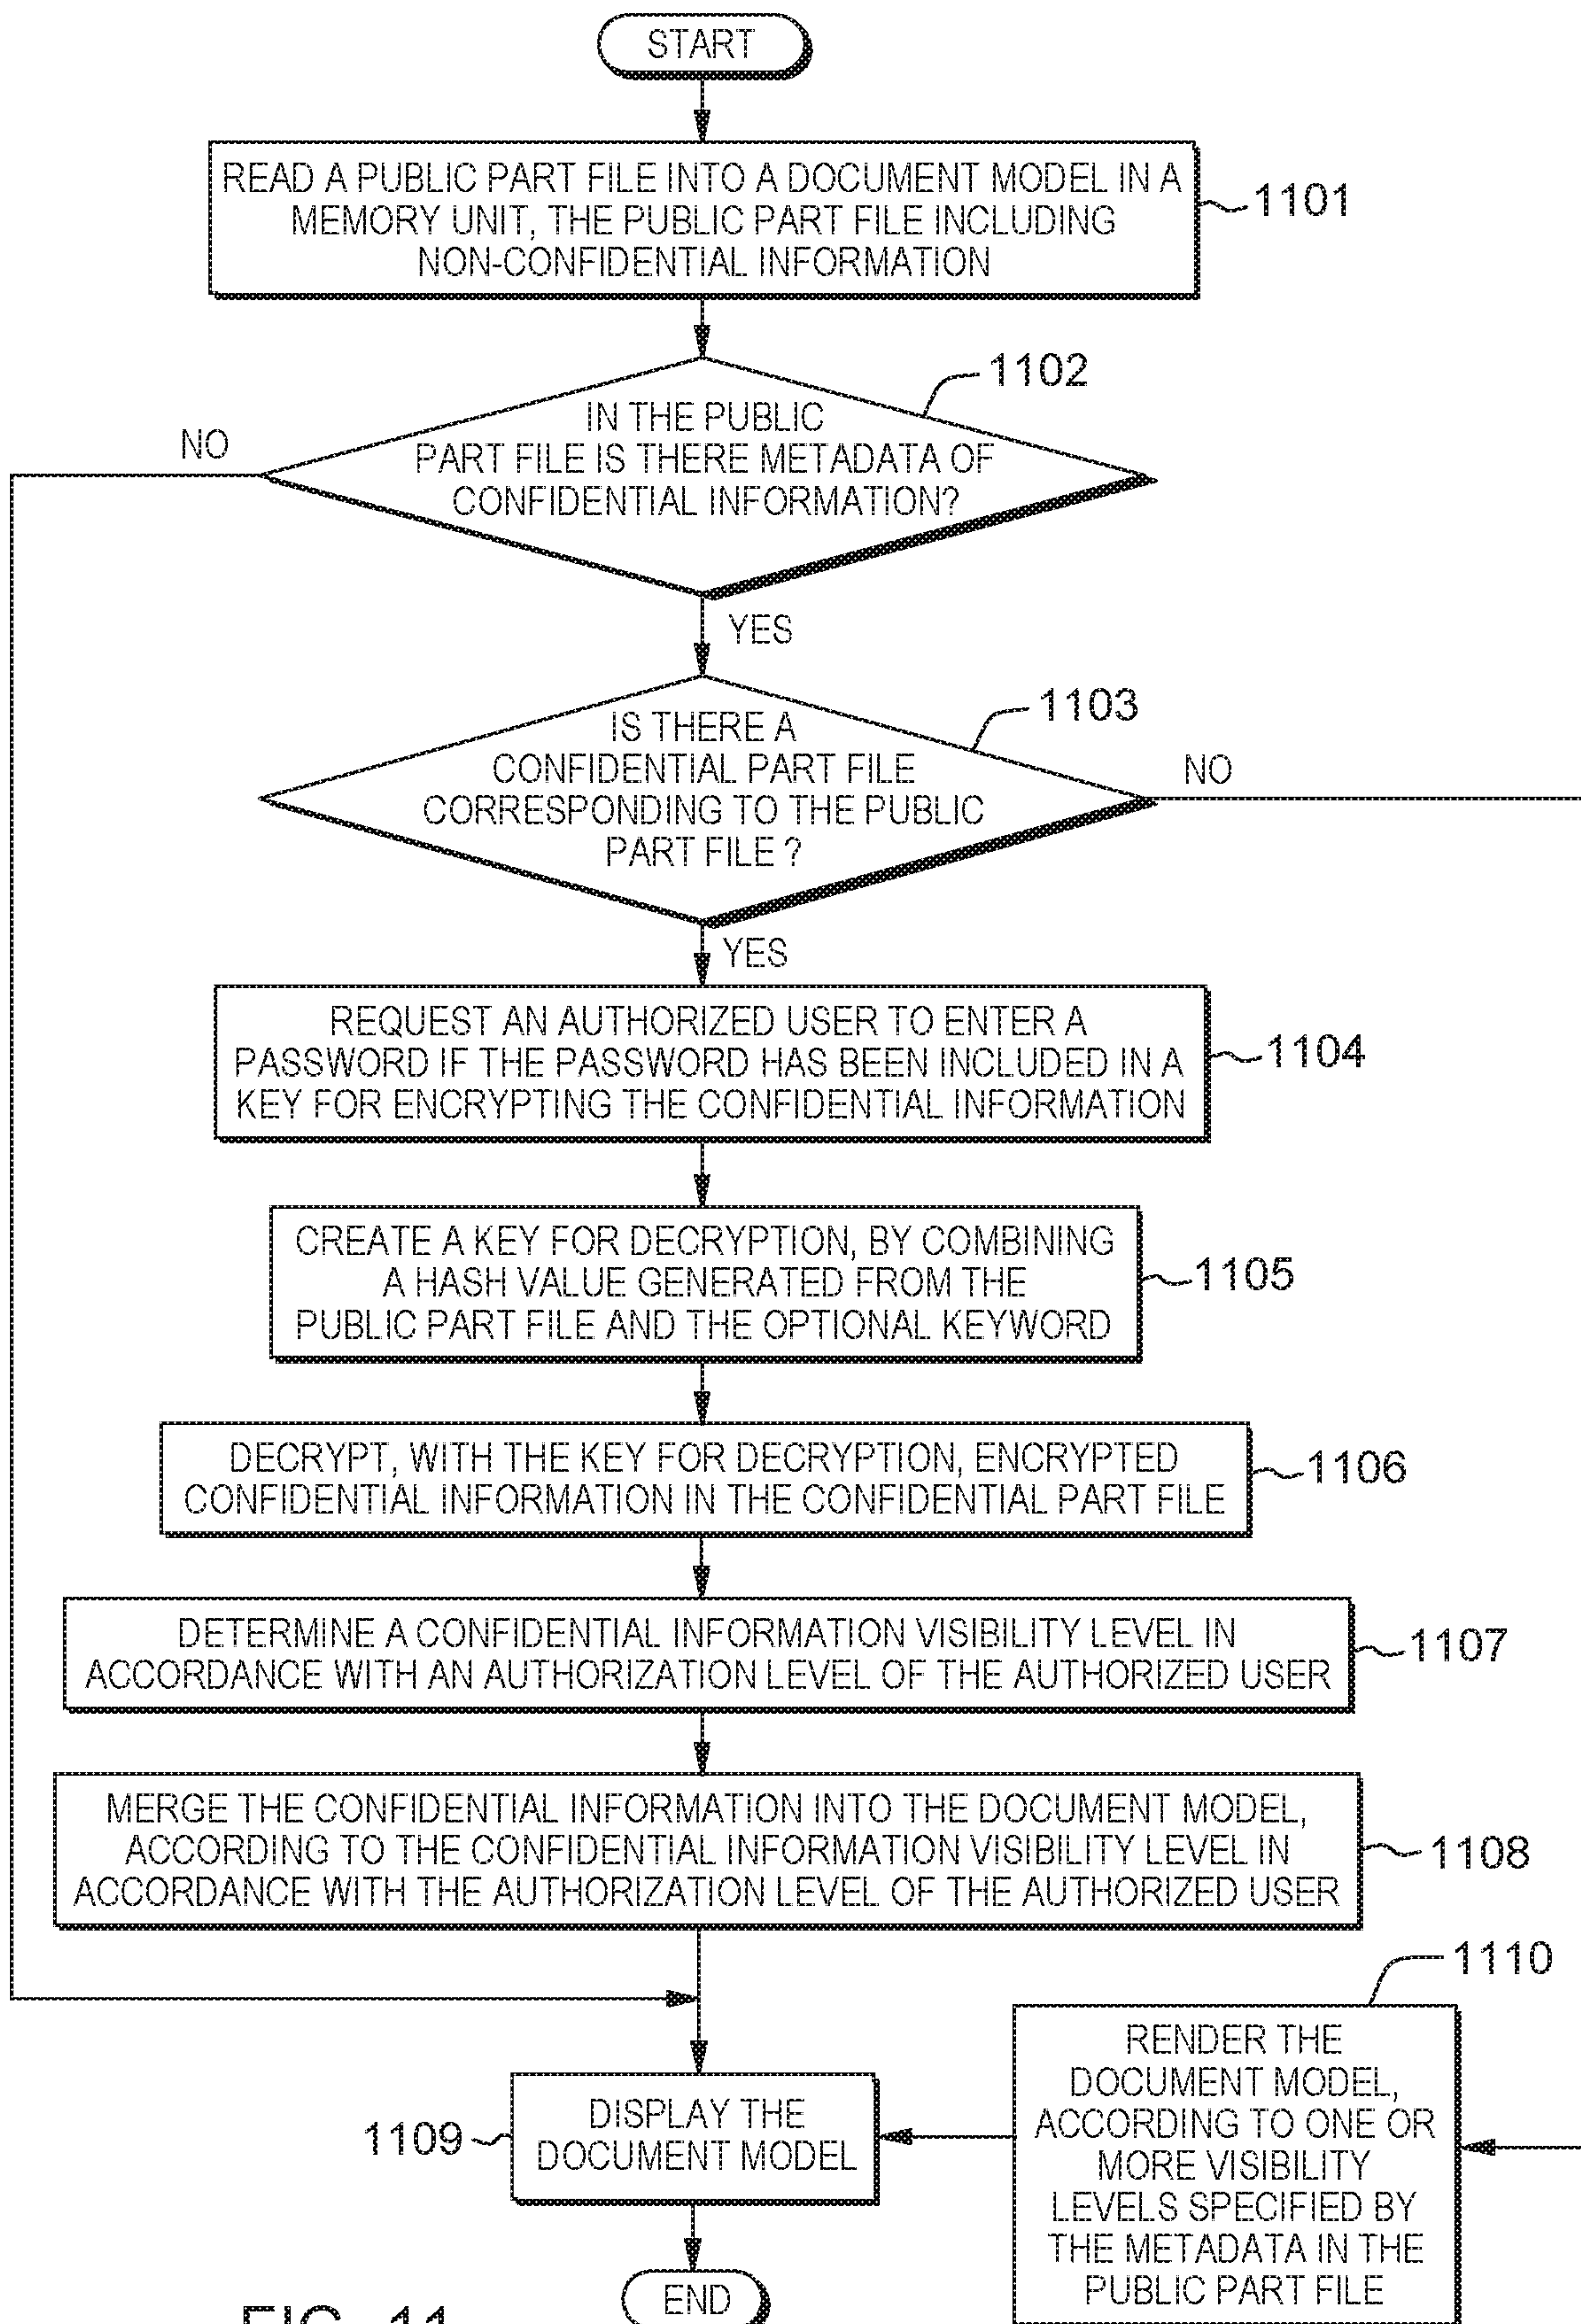 START
READ A PUBLIC PART FILE INTO A DOCUMENT MODEL IN A
MEMORY UNIT, THE PUBLIC PART FILE INCLUDING
NON-CONFIDENTIAL INFORMATION
1101
1102
IN THE PUBLIC
PART FILE IS THERE METADATA OF
CONFIDENTIAL INFORMATION?
NO
YES
1103
IS THERE A
CONFIDENTIAL PART FILE
CORRESPONDING TO THE PUBLIC
PART FILE ?
NO
YES
REQUEST AN AUTHORIZED USER TO ENTER A
PASSWORD IF THE PASSWORD HAS BEEN INCLUDED IN A
KEY FOR ENCRYPTING THE CONFIDENTIAL INFORMATION
1104
CREATE A KEY FOR DECRYPTION, BY COMBINING
A HASH VALUE GENERATED FROM THE
PUBLIC PART FILE AND THE OPTIONAL KEYWORD
1105
DECRYPT, WITH THE KEY FOR DECRYPTION, ENCRYPTED
CONFIDENTIAL INFORMATION IN THE CONFIDENTIAL PART FILE
1106
DETERMINE A CONFIDENTIAL INFORMATION VISIBILITY LEVEL IN
ACCORDANCE WITH AN AUTHORIZATION LEVEL OF THE AUTHORIZED USER
1107
MERGE THE CONFIDENTIAL INFORMATION INTO THE DOCUMENT MODEL,
ACCORDING TO THE CONFIDENTIAL INFORMATION VISIBILITY LEVEL IN
ACCORDANCE WITH THE AUTHORIZATION LEVEL OF THE AUTHORIZED USER
1108
1110
RENDER THE
DOCUMENT MODEL,
ACCORDING TO ONE OR
MORE VISIBILITY
LEVELS SPECIFIED BY
THE METADATA IN THE
PUBLIC PART FILE
1109
DISPLAY THE
DOCUMENT MODEL
END
FIG. 11